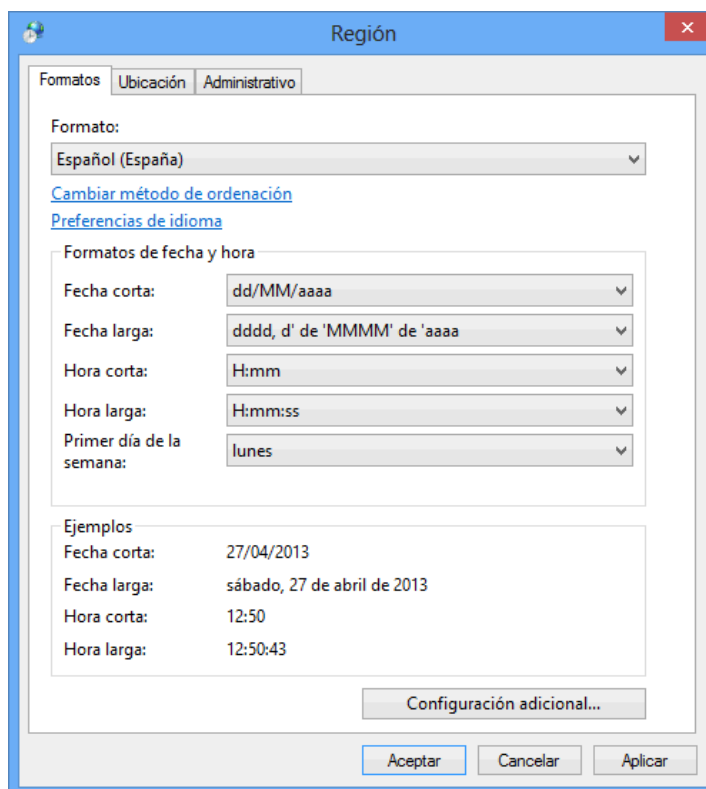 Región
Formatos Ubicación Administrativo
Formato:
Español (España)
Cambiar método de ordenación
Preferencias de idioma
Formatos de fecha y hora
Fecha corta: dd/MM/aaaa
Fecha larga: dddd, d' de 'MMMM' de 'aaaa
Hora corta: H:mm
Hora larga: H:mm:ss
Primer día de la
semana: lunes
Ejemplos
Fecha corta: 27/04/2013
Fecha larga: sábado, 27 de abril de 2013
Hora corta: 12:50
Hora larga: 12:50:43
Configuración adicional...
Aceptar Cancelar Aplicar